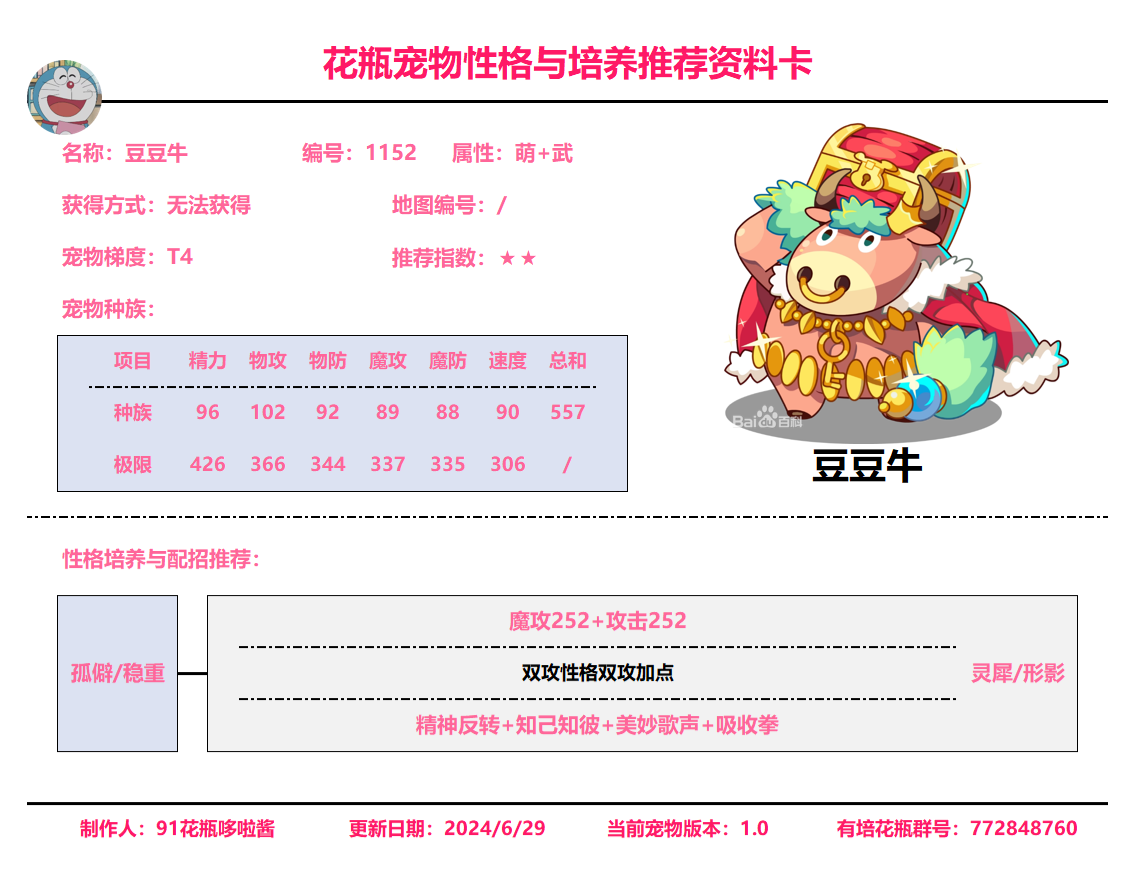 花瓶宠物性格与培养推荐资料卡
名称：豆豆牛 编号：1152 属性：萌+武
获得方式：无法获得 地图编号：/
宠物梯度：T4 推荐指数：★★
宠物种族：
项目 精力 物攻 物防 魔攻 魔防 速度 总和
种族 96 102 92 89 88 90 557
极限 426 366 344 337 335 306 /
Baidu百科
豆豆牛
性格培养与配招推荐：
魔攻252+攻击252
孤僻/稳重 双攻性格双攻加点 灵犀/形影
精神反转+知己知彼+美妙歌声+吸收拳
制作人：91花瓶哆啦酱 更新日期：2024/6/29 当前宠物版本：1.0 有培花瓶群号：772848760